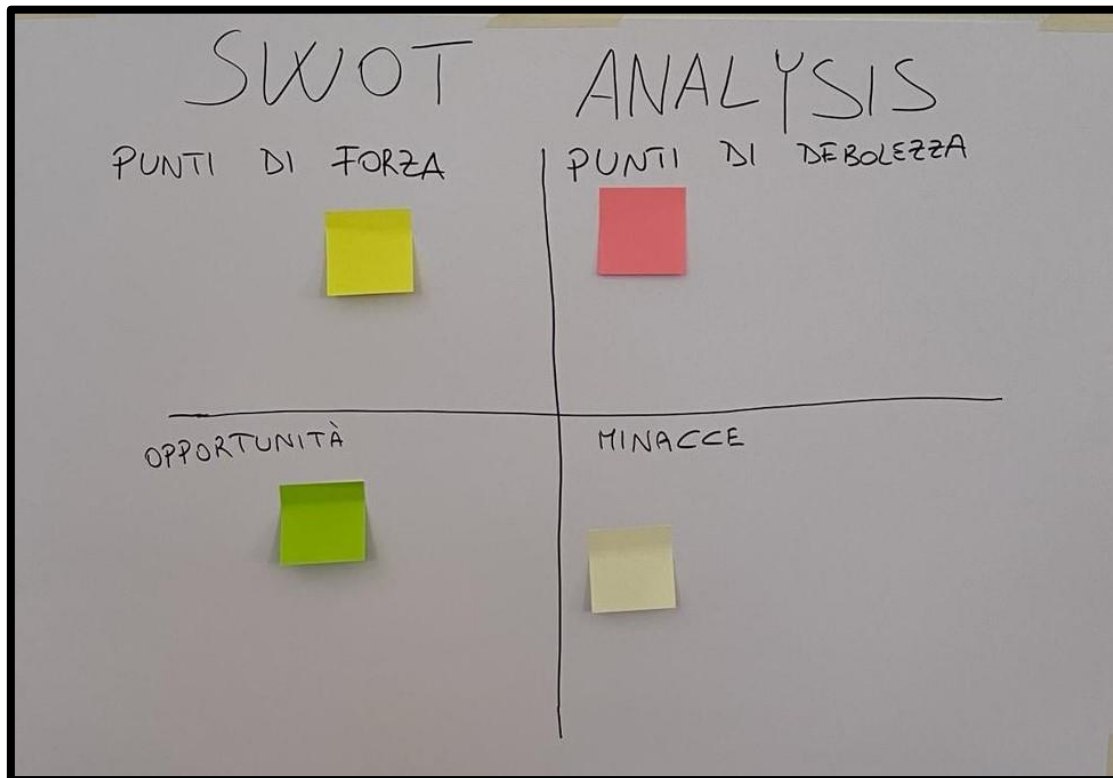 SWOT ANALYSIS
PUNTI DI FORZA
PUNTI DI DEBOLEZZA
OPPORTUNITÀ
MINACCE